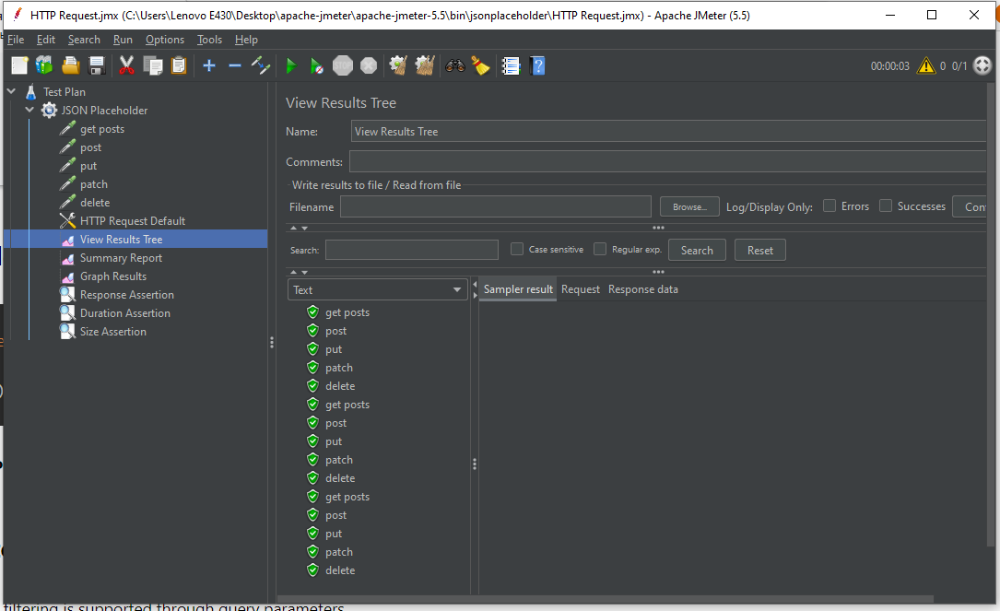 HTTP Request.jmx (C:\Users\Lenovo E430\Desktop\apache-jmeter\apache-jmeter-5.5\bin\jsonplaceholder\HTTP Request.jmx) - Apache JMeter (5.5)
File Edit Search Run Options Tools Help
STOP
00:00:03 0 0/1
Test Plan
JSON Placeholder
get posts
post
put
patch
delete
HTTP Request Default
View Results Tree
Summary Report
Graph Results
Response Assertion
Duration Assertion
Size Assertion
View Results Tree
Name: View Results Tree
Comments:
Write results to file / Read from file
Filename Browse... Log/Display Only: Errors Successes Con
Search: Case sensitive Regular exp. Search Reset
Text
Sampler result Request Response data
get posts
post
put
patch
delete
get posts
post
put
patch
delete
get posts
post
put
patch
delete
filtering is supported through query parameters